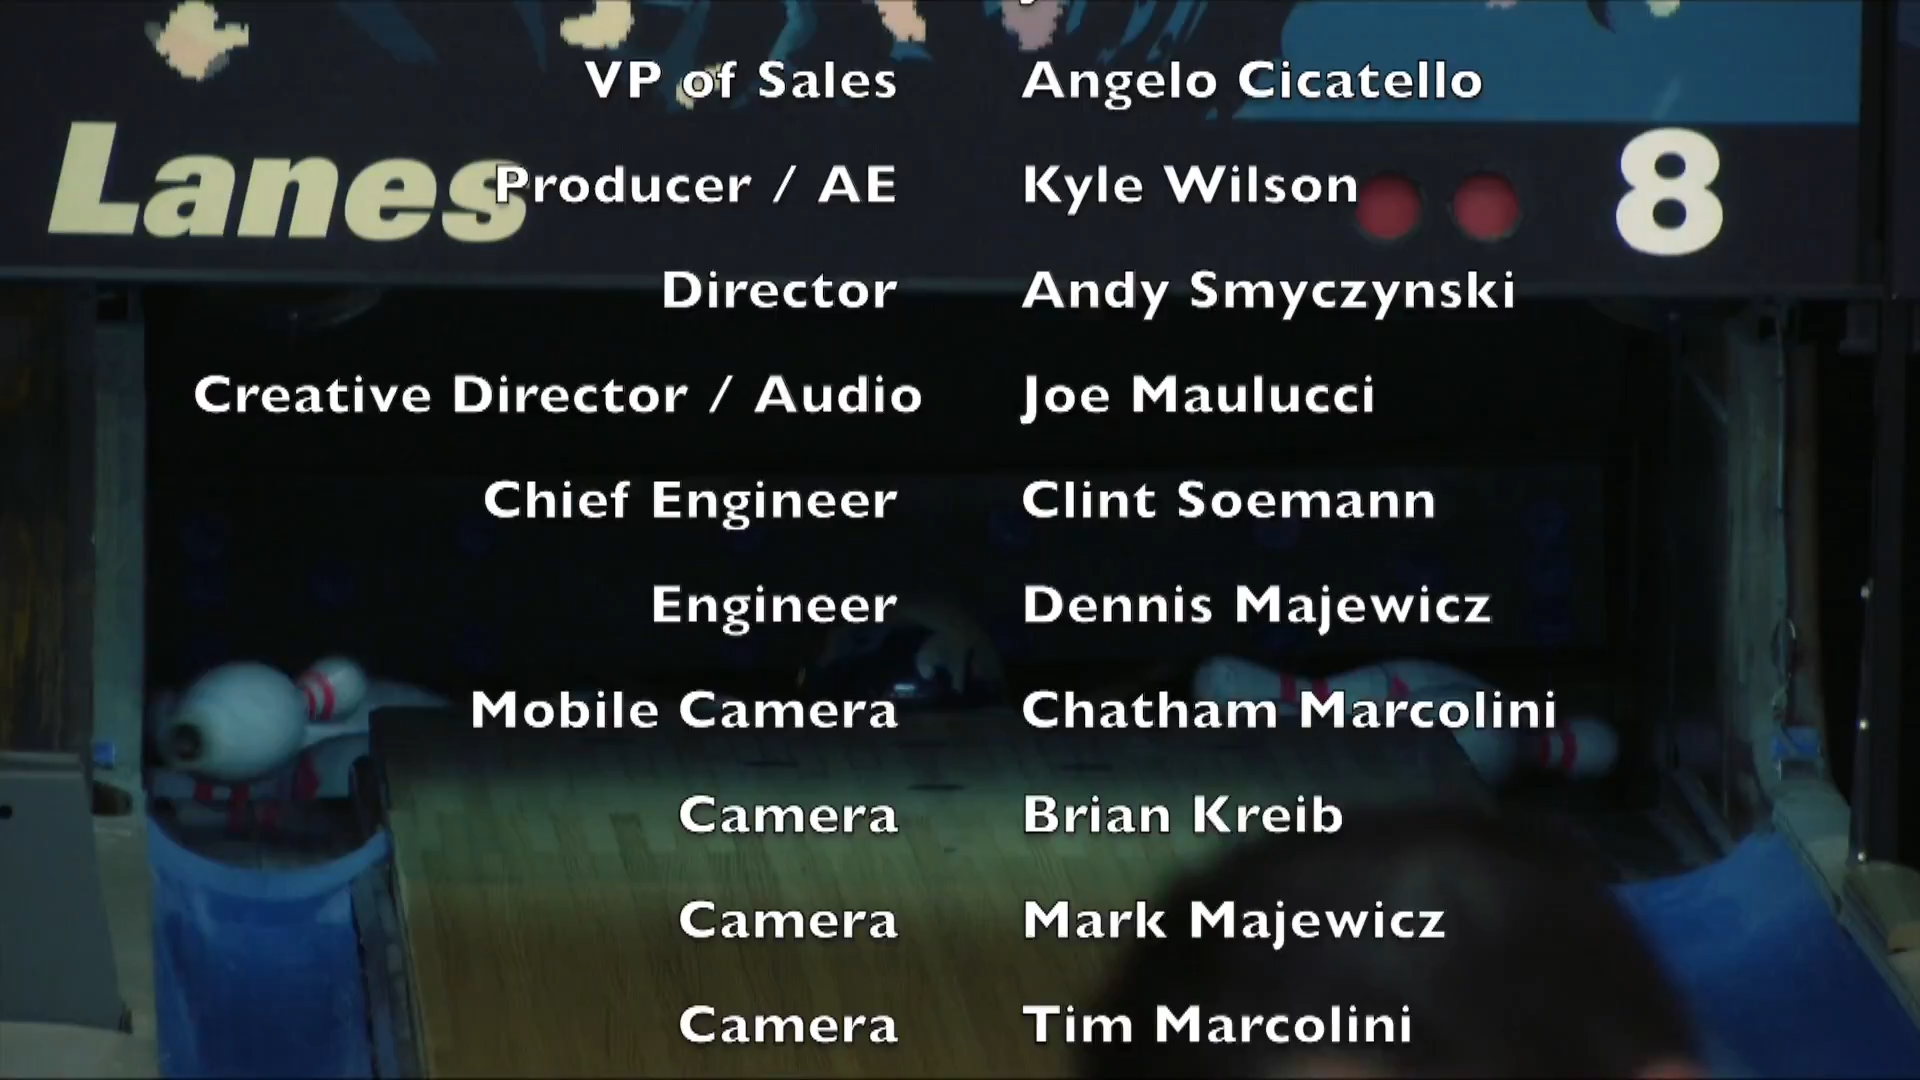 VP of Sales Angelo Cicatello
Lanes
8
Producer / AE Kyle Wilson
Director Andy Smyczynski
Creative Director / Audio Joe Maulucci
Chief Engineer Clint Soemann
Engineer Dennis Majewicz
Mobile Camera Chatham Marcolini
Camera Brian Kreib
Camera Mark Majewicz
Camera Tim Marcolini